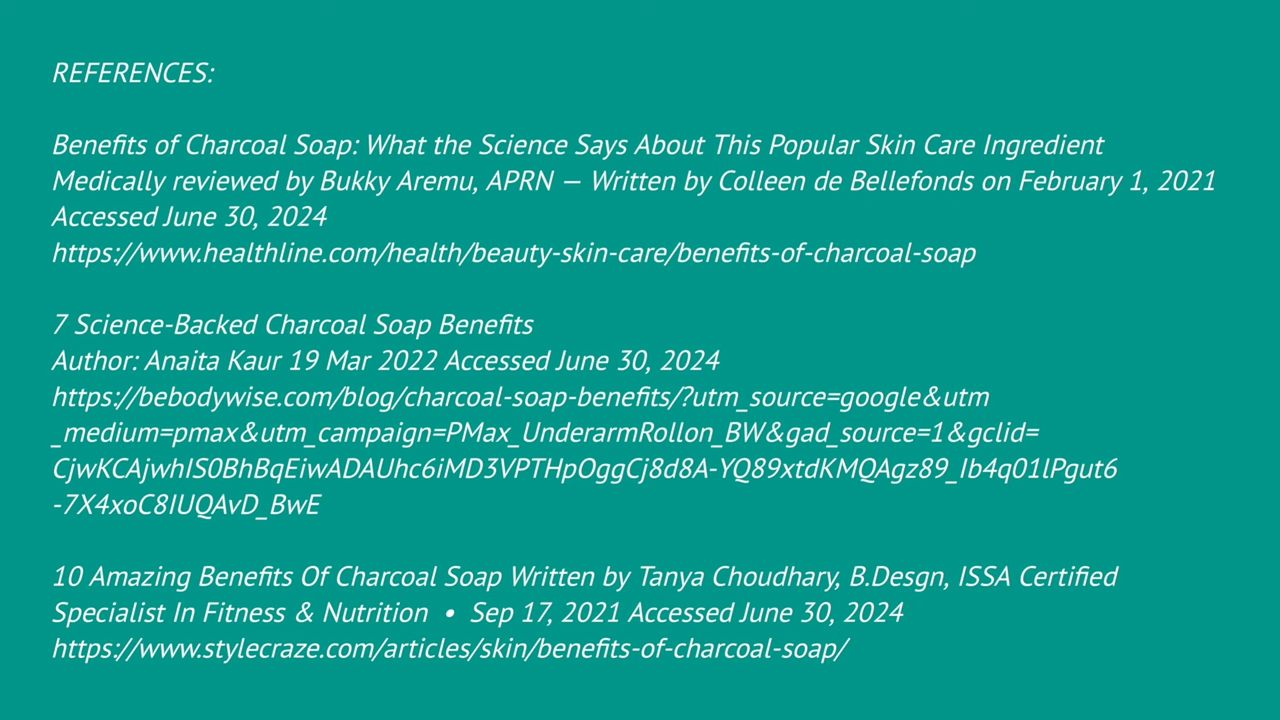 REFERENCES:
Benefits of Charcoal Soap: What the Science Says About This Popular Skin Care Ingredient
Medically reviewed by Bukky Aremu, APRN — Written by Colleen de Bellefonds on February 1, 2021
Accessed June 30, 2024
https://www.healthline.com/health/beauty-skin-care/benefits-of-charcoal-soap
7 Science-Backed Charcoal Soap Benefits
Author: Anaita Kaur 19 Mar 2022 Accessed June 30, 2024
https://bebodywise.com/blog/charcoal-soap-benefits/?utm_source=google&utm
_medium=pmax&utm_campaign=PMax_UnderarmRollon_BW&gad_source=1&gclid=
CjwKCAjwhIS0BhBqEiwADAUhc6iMD3VPTHpOggCj8d8A-YQ89xtdKMQAgz89_Ib4q01lPgut6
-7X4xoC8IUQAvD_BwE
10 Amazing Benefits Of Charcoal Soap Written by Tanya Choudhary, B.Desgn, ISSA Certified
Specialist In Fitness & Nutrition • Sep 17, 2021 Accessed June 30, 2024
https://www.stylecraze.com/articles/skin/benefits-of-charcoal-soap/